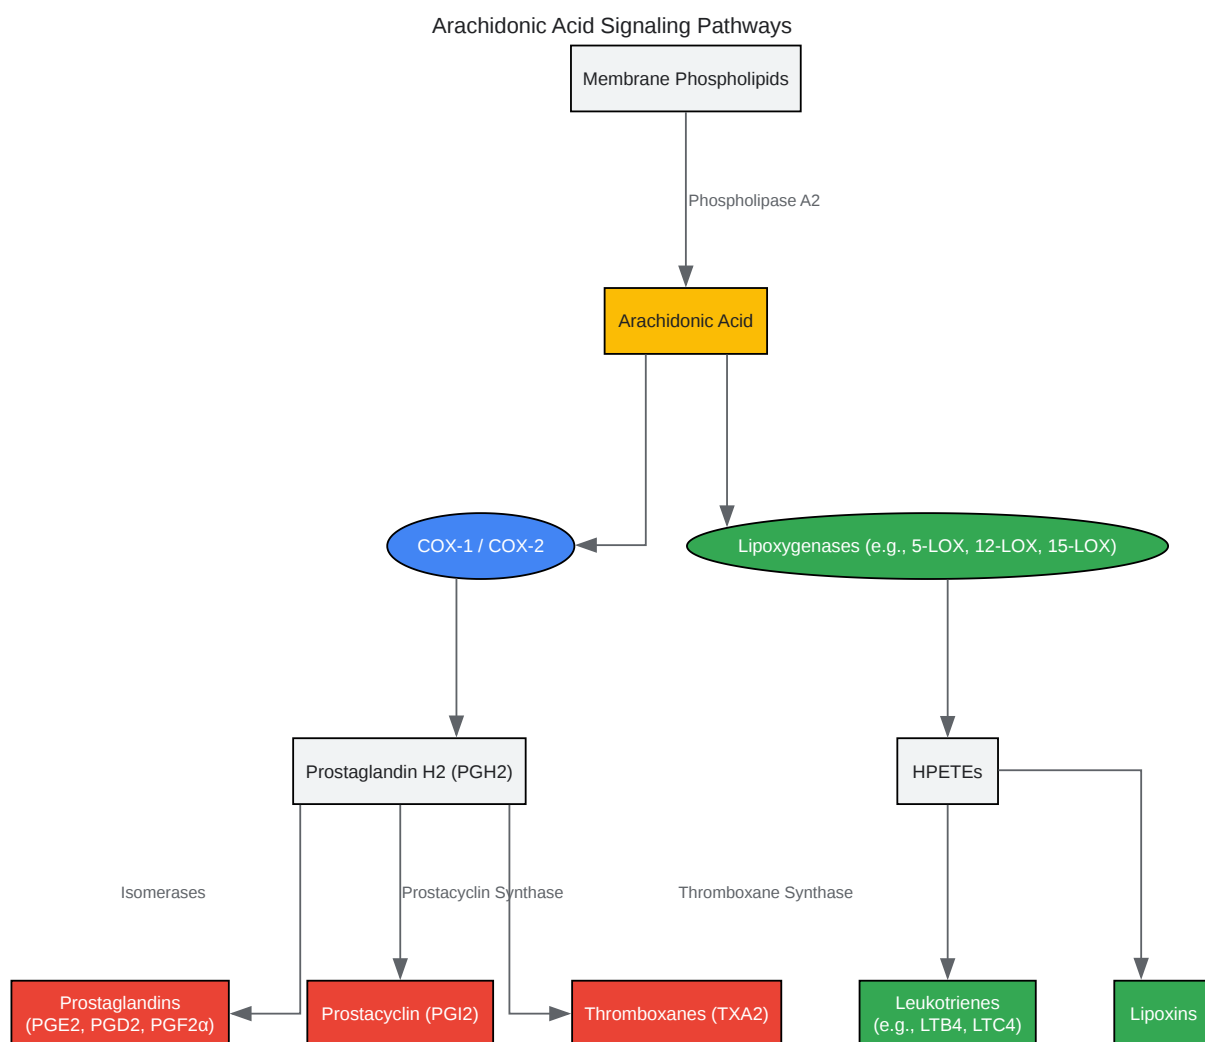 Arachidonic Acid Signaling Pathways
Membrane Phospholipids
Phospholipase A2
Arachidonic Acid
COX-1 / COX-2
Lipoxygenases (e.g., 5-LOX, 12-LOX, 15-LOX)
Prostaglandin H2 (PGH2)
HPETEs
Isomerases
Prostacyclin Synthase
Thromboxane Synthase
Prostaglandins
(PGE2, PGD2, PGF2α)
Prostacyclin (PGI2)
Thromboxanes (TXA2)
Leukotrienes
(e.g., LTB4, LTC4)
Lipoxins